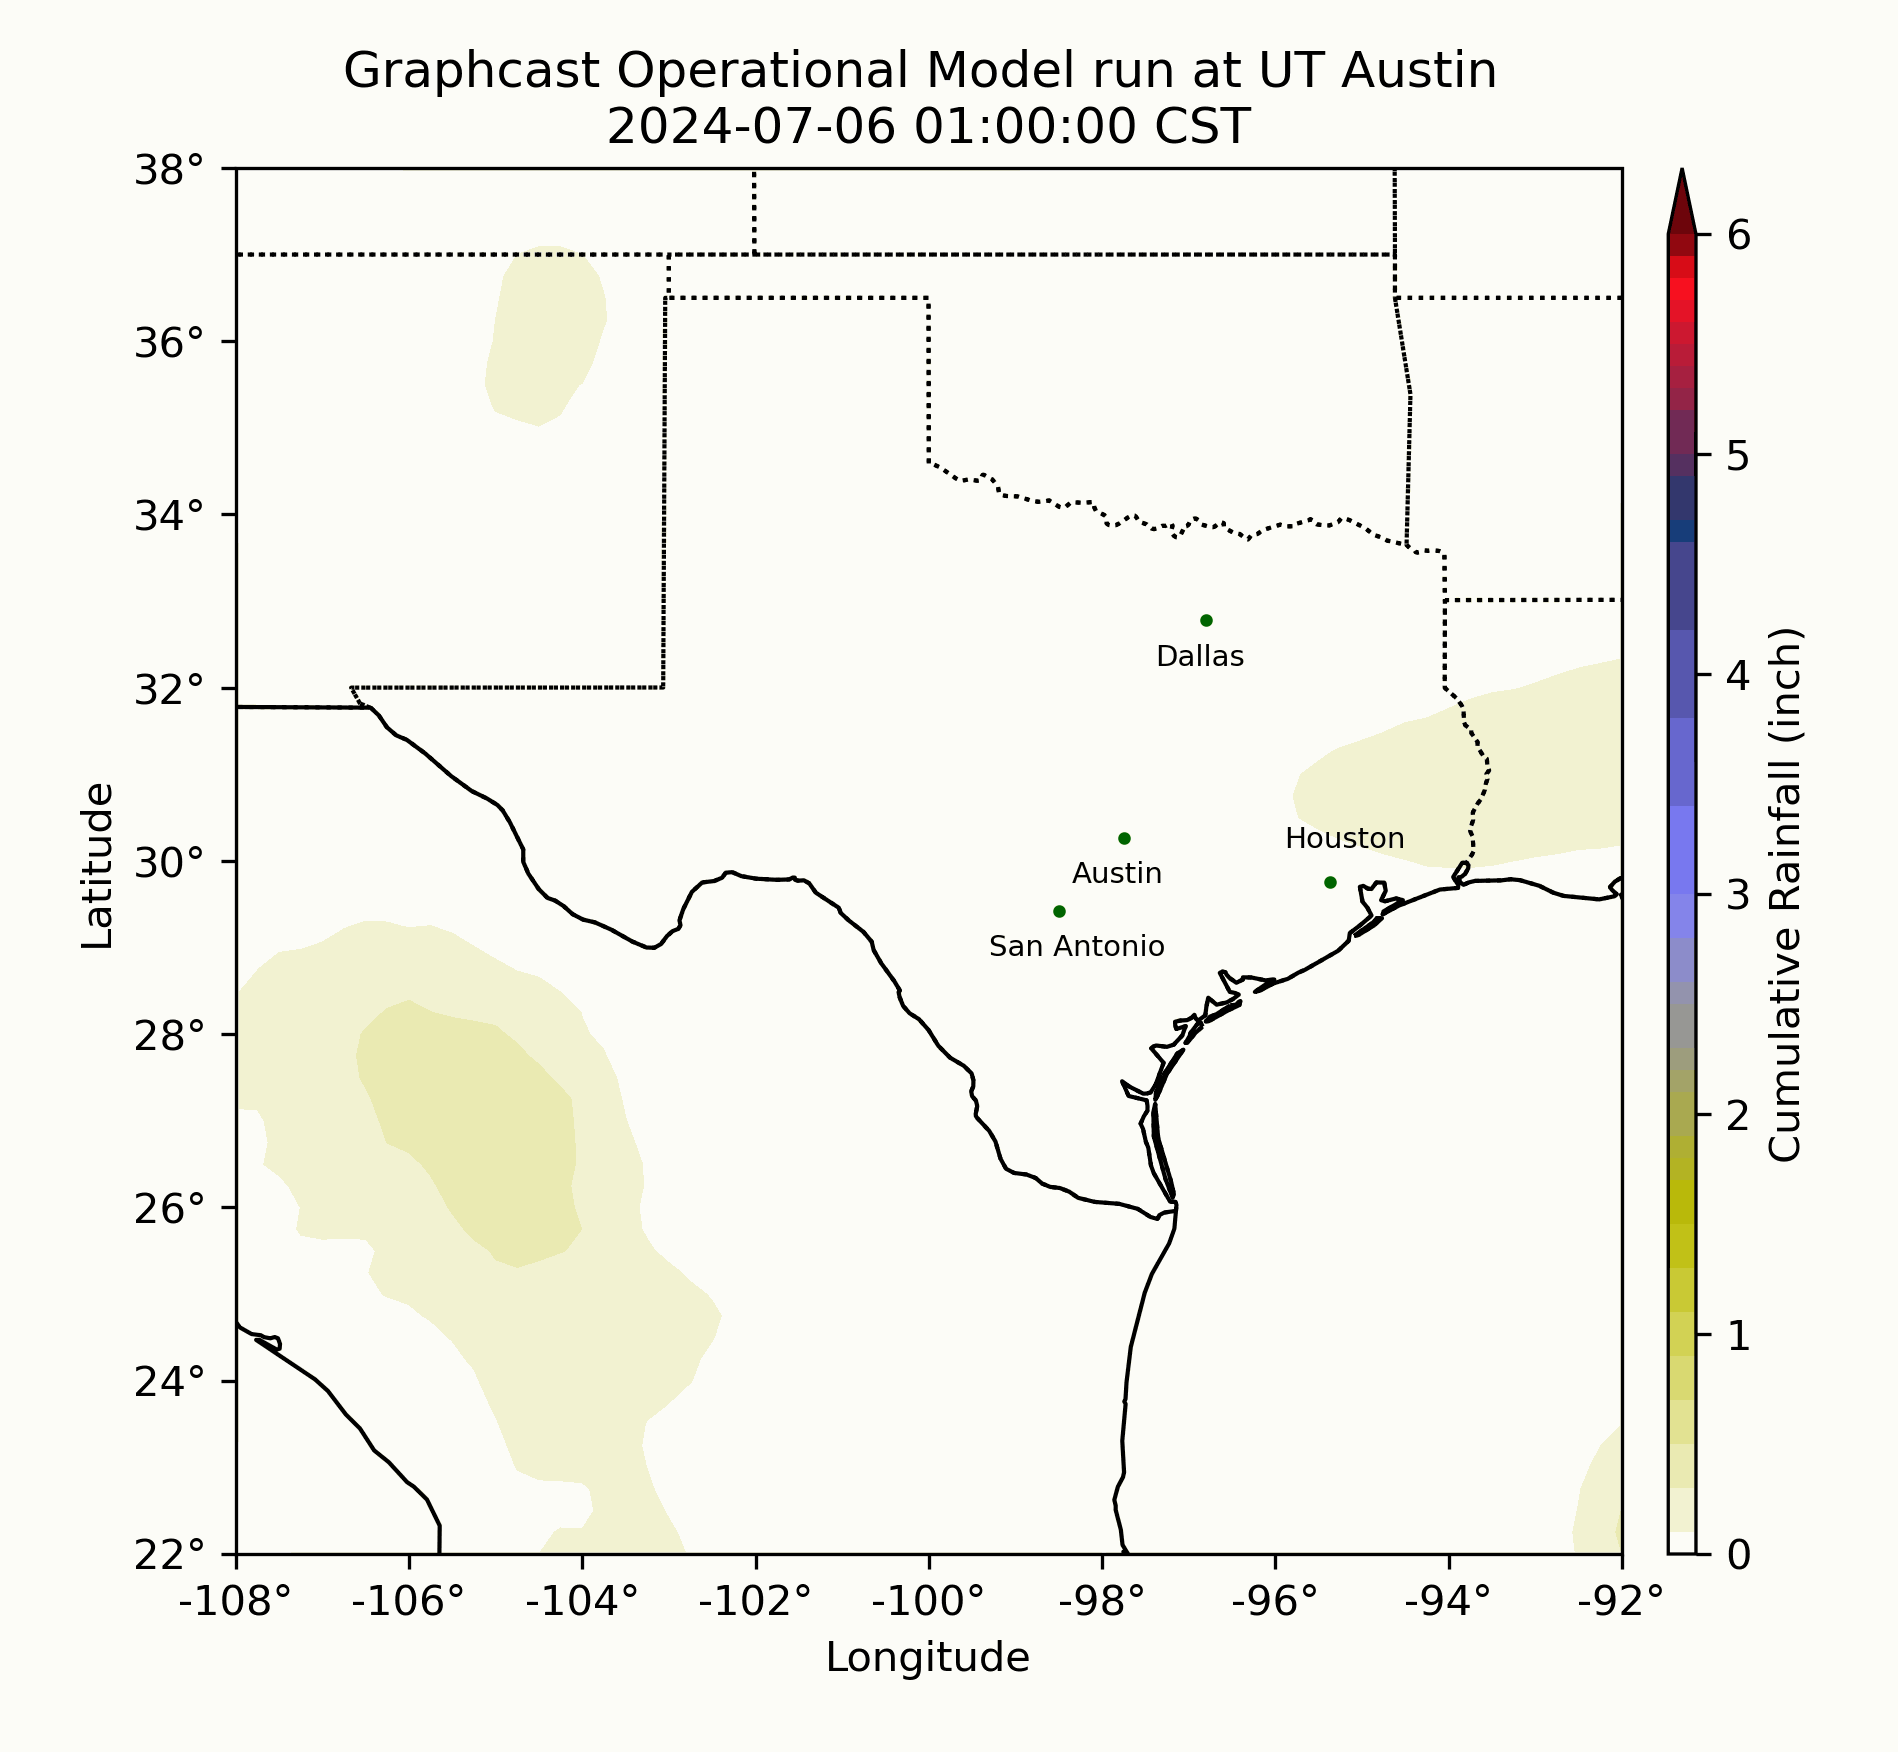 Graphcast Operational Model run at UT Austin
2024-07-06 01:00:00 CST
38°
36°
34°
32°
30°
28°
26°
24°
22°
Latitude
Dallas
Houston
Austin
San Antonio
-108°
-106°
-104°
-102°
-100°
-98°
-96°
-94°
-92°
Longitude
6
5
4
3
2
1
0
Cumulative Rainfall (inch)